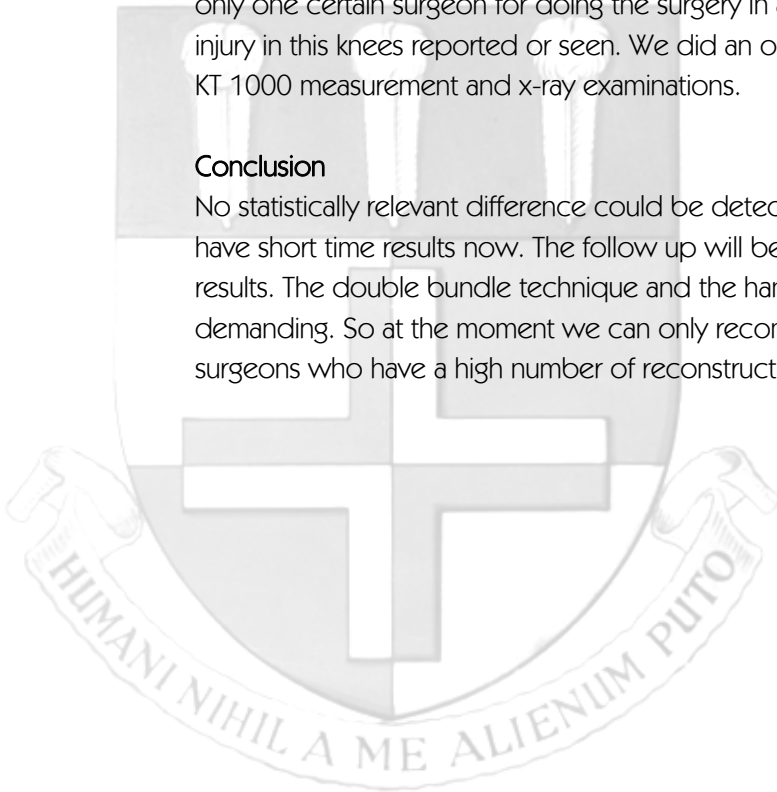 only one certain surgeon for doing the surgery in
injury in this knees reported or seen. We did an
KT 1000 measurement and x-ray examinations.
Conclusion
No statistically relevant difference could be
have short time results now. The follow up will be
results. The double bundle technique and the
demanding. So at the moment we can only
surgeons who have a high number of
HUMANI NIHIL A ME ALIENUM PUTO